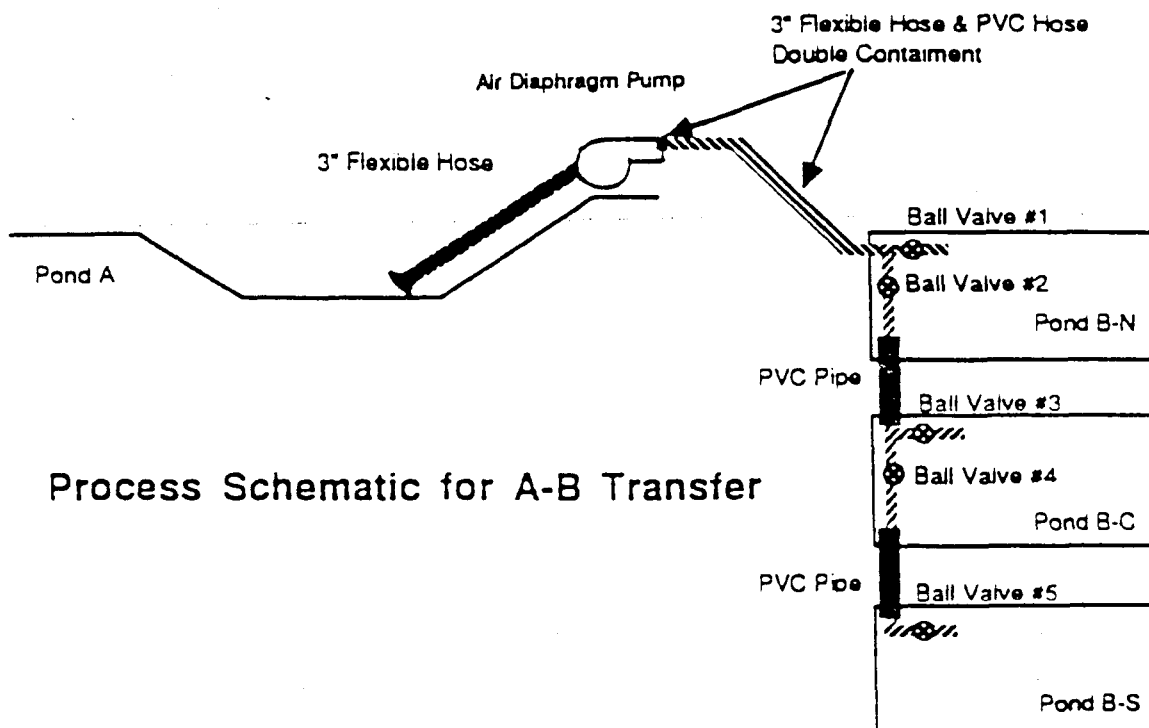 3" Flexible Hose & PVC Hose
Double Contaiment
Air Diaphragm Pump
3" Flexible Hose
Ball Valve #1
Pond A
Ball Valve #2
Pond B-N
PVC Pipe
Ball Valve #3
Process Schematic for A-B Transfer
Ball Valve #4
Pond B-C
PVC Pipe
Ball Valve #5
Pond B-S